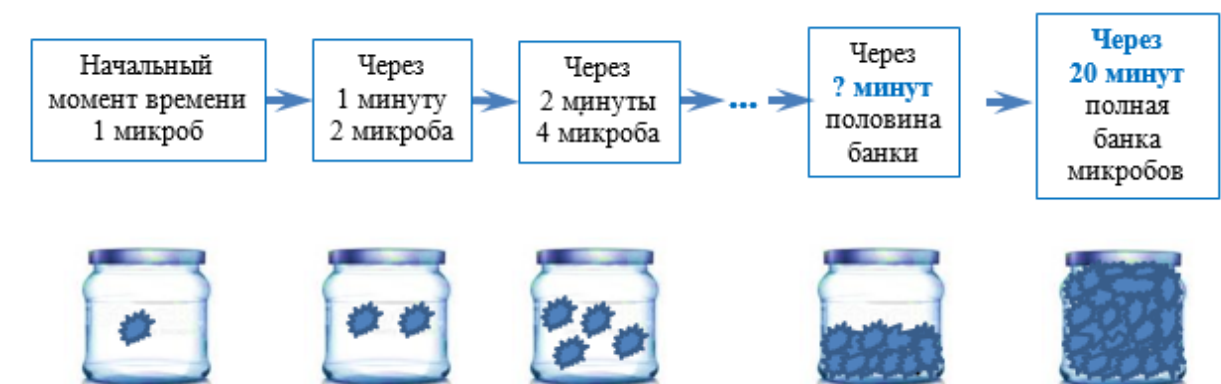 Начальный
момент времени
1 микроб
Через
1 минуту
2 микроба
Через
2 минуты
4 микроба
...
Через
? минут
половина
банки
Через
20 минут
полная
банка
микробов